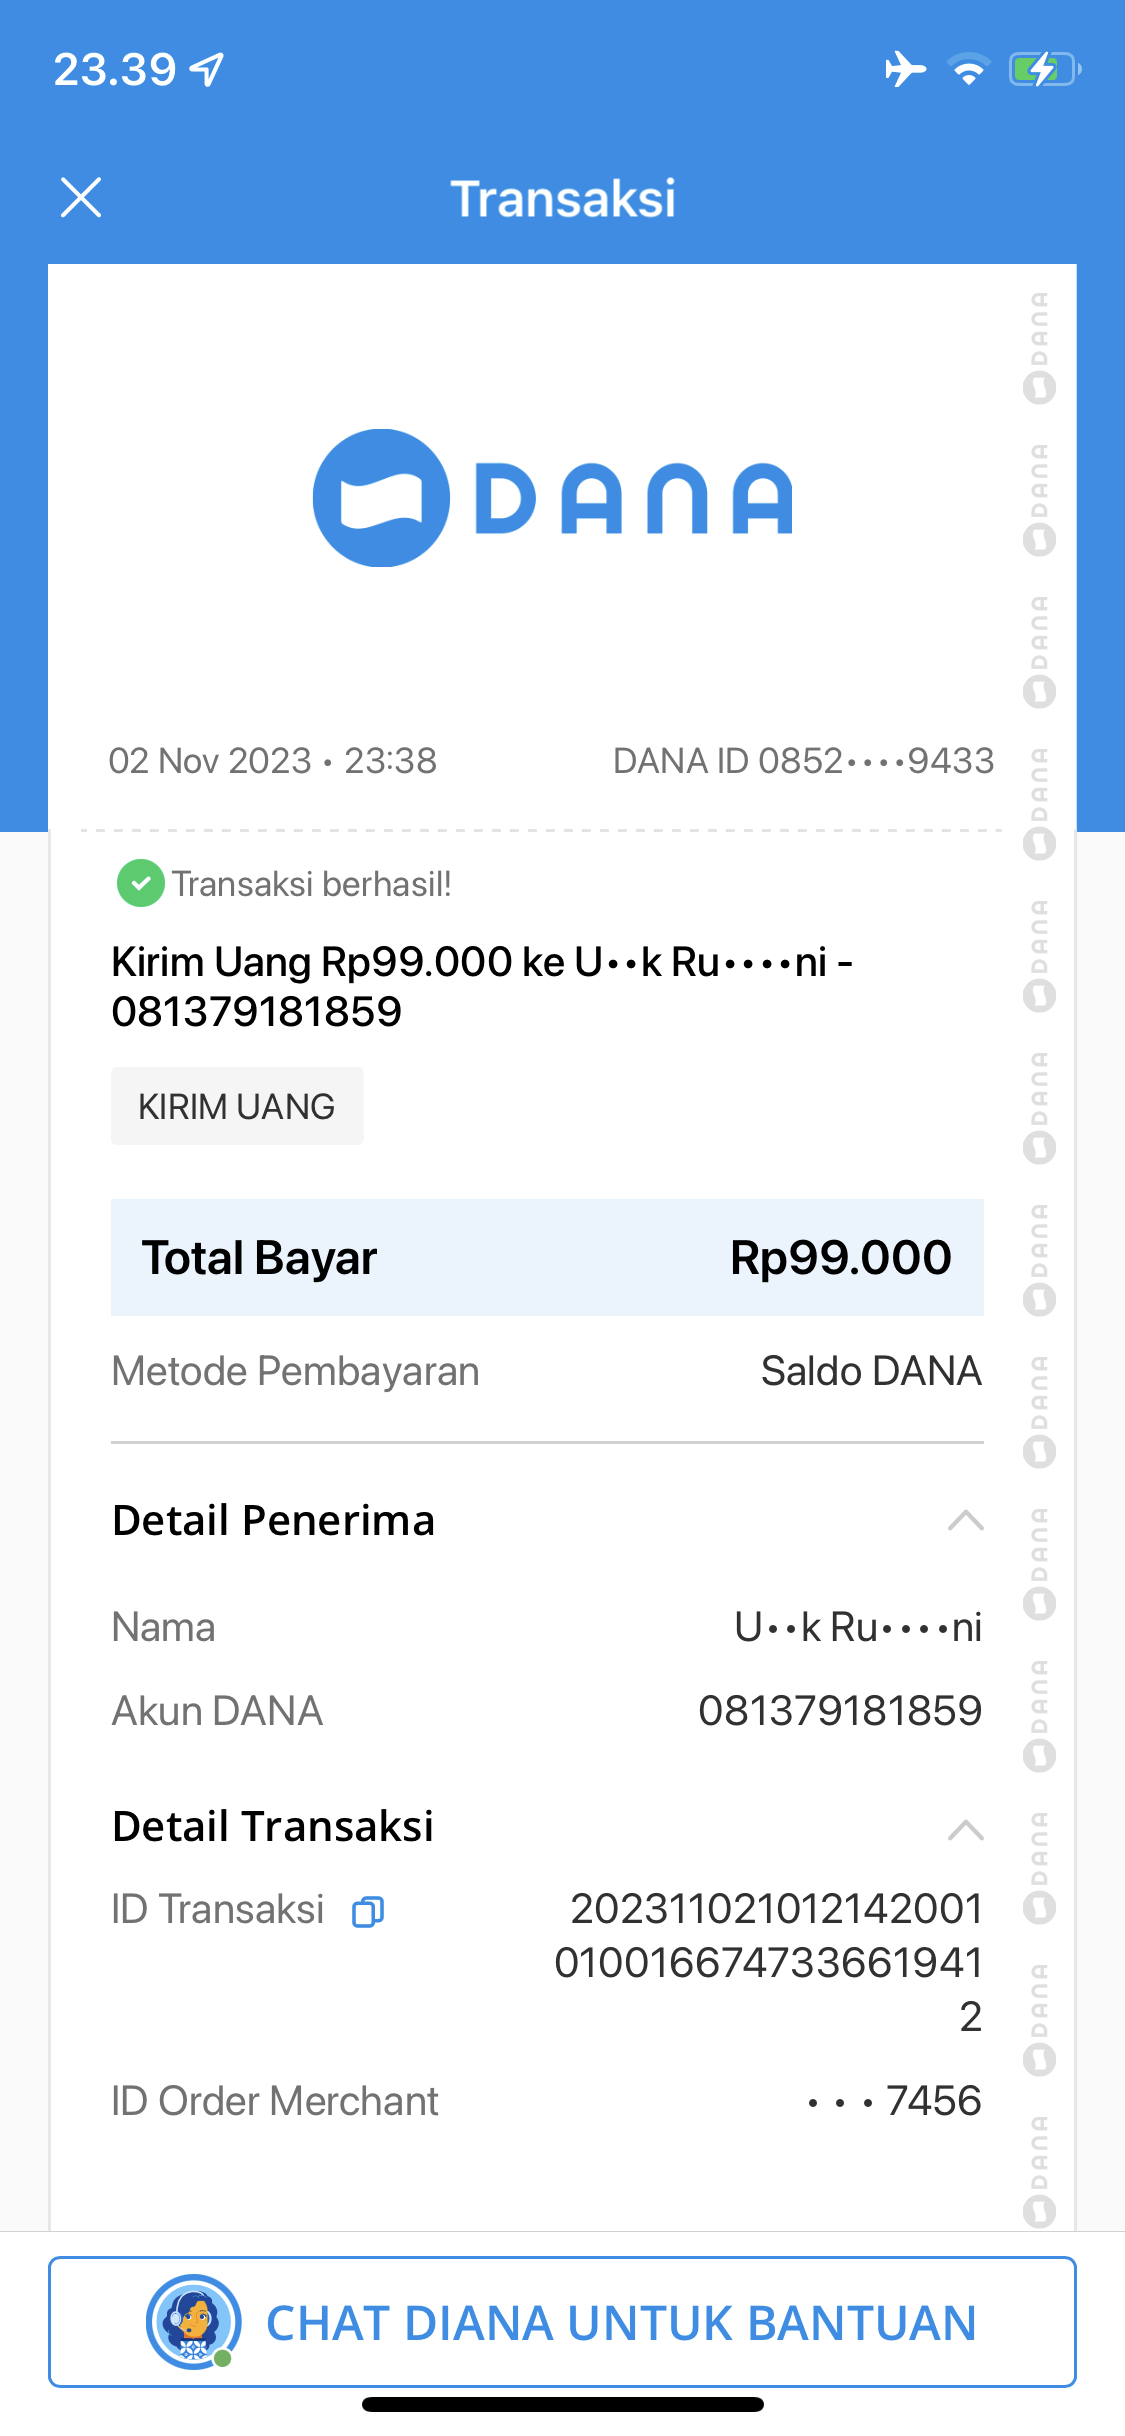 23.39
Transaksi
DANA
02 Nov 2023 • 23:38
DANA ID 0852••••9433
Transaksi berhasil!
Kirim Uang Rp99.000 ke U••k Ru••••ni -
081379181859
KIRIM UANG
Total Bayar Rp99.000
Metode Pembayaran Saldo DANA
Detail Penerima
Nama U••k Ru••••ni
Akun DANA 081379181859
Detail Transaksi
ID Transaksi 202311021012142001
010016674733661941
2
ID Order Merchant • • • 7456
DANA
DANA
DANA
DANA
DANA
DANA
DANA
DANA
DANA
DANA
DANA
DANA
DANA
CHAT DIANA UNTUK BANTUAN